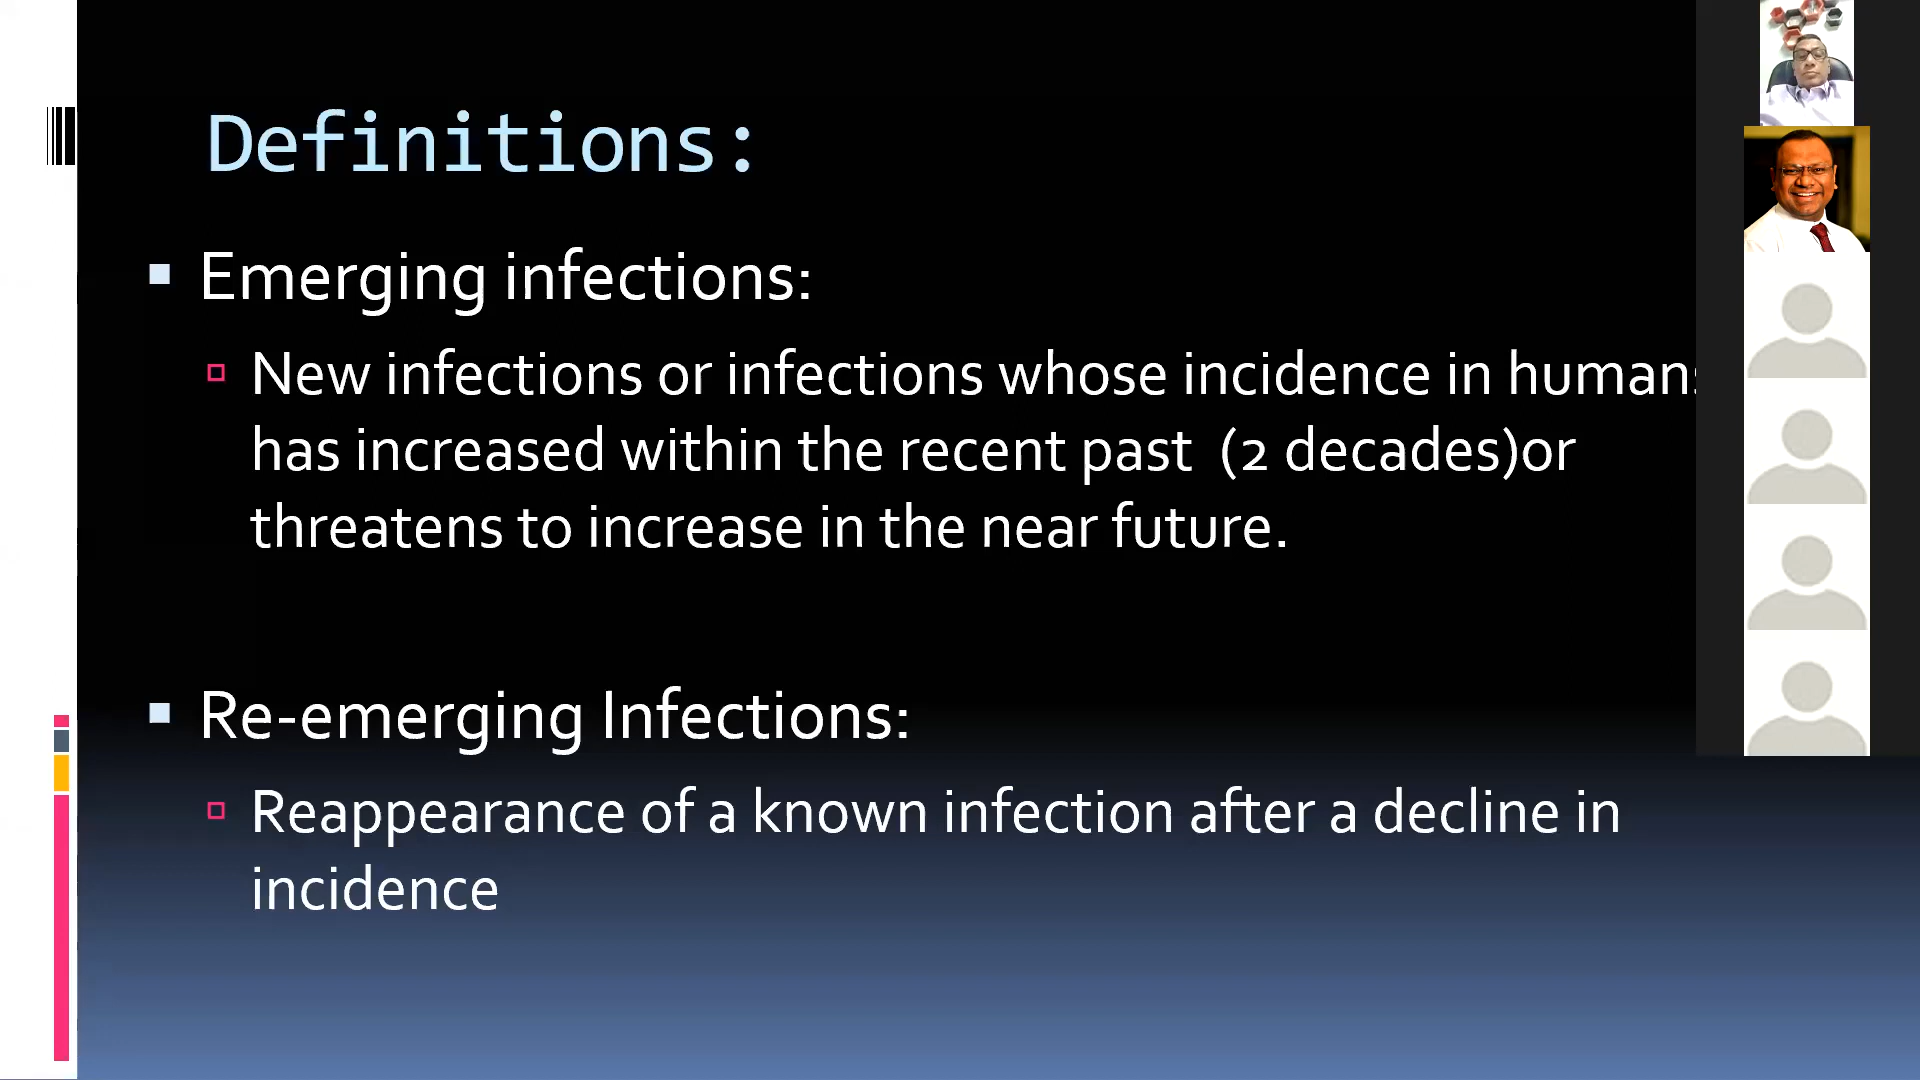 Definitions:
Emerging infections:
New infections or infections whose incidence in humans
has increased within the recent past (2 decades)or
threatens to increase in the near future.
Re-emerging Infections:
Reappearance of a known infection after a decline in
incidence